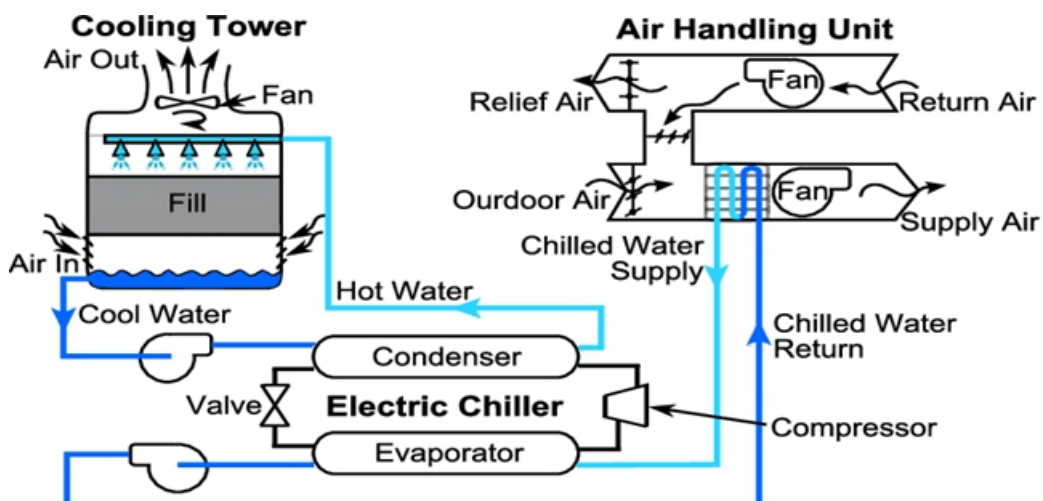 Cooling Tower
Air Out
Fan
Fill
Air In
Cool Water
Hot Water
Condenser
Valve
Electric Chiller
Evaporator
Compressor
Air Handling Unit
Fan
Relief Air
Return Air
Ourdoor Air
Fan
Supply Air
Chilled Water
Supply
Chilled Water
Return